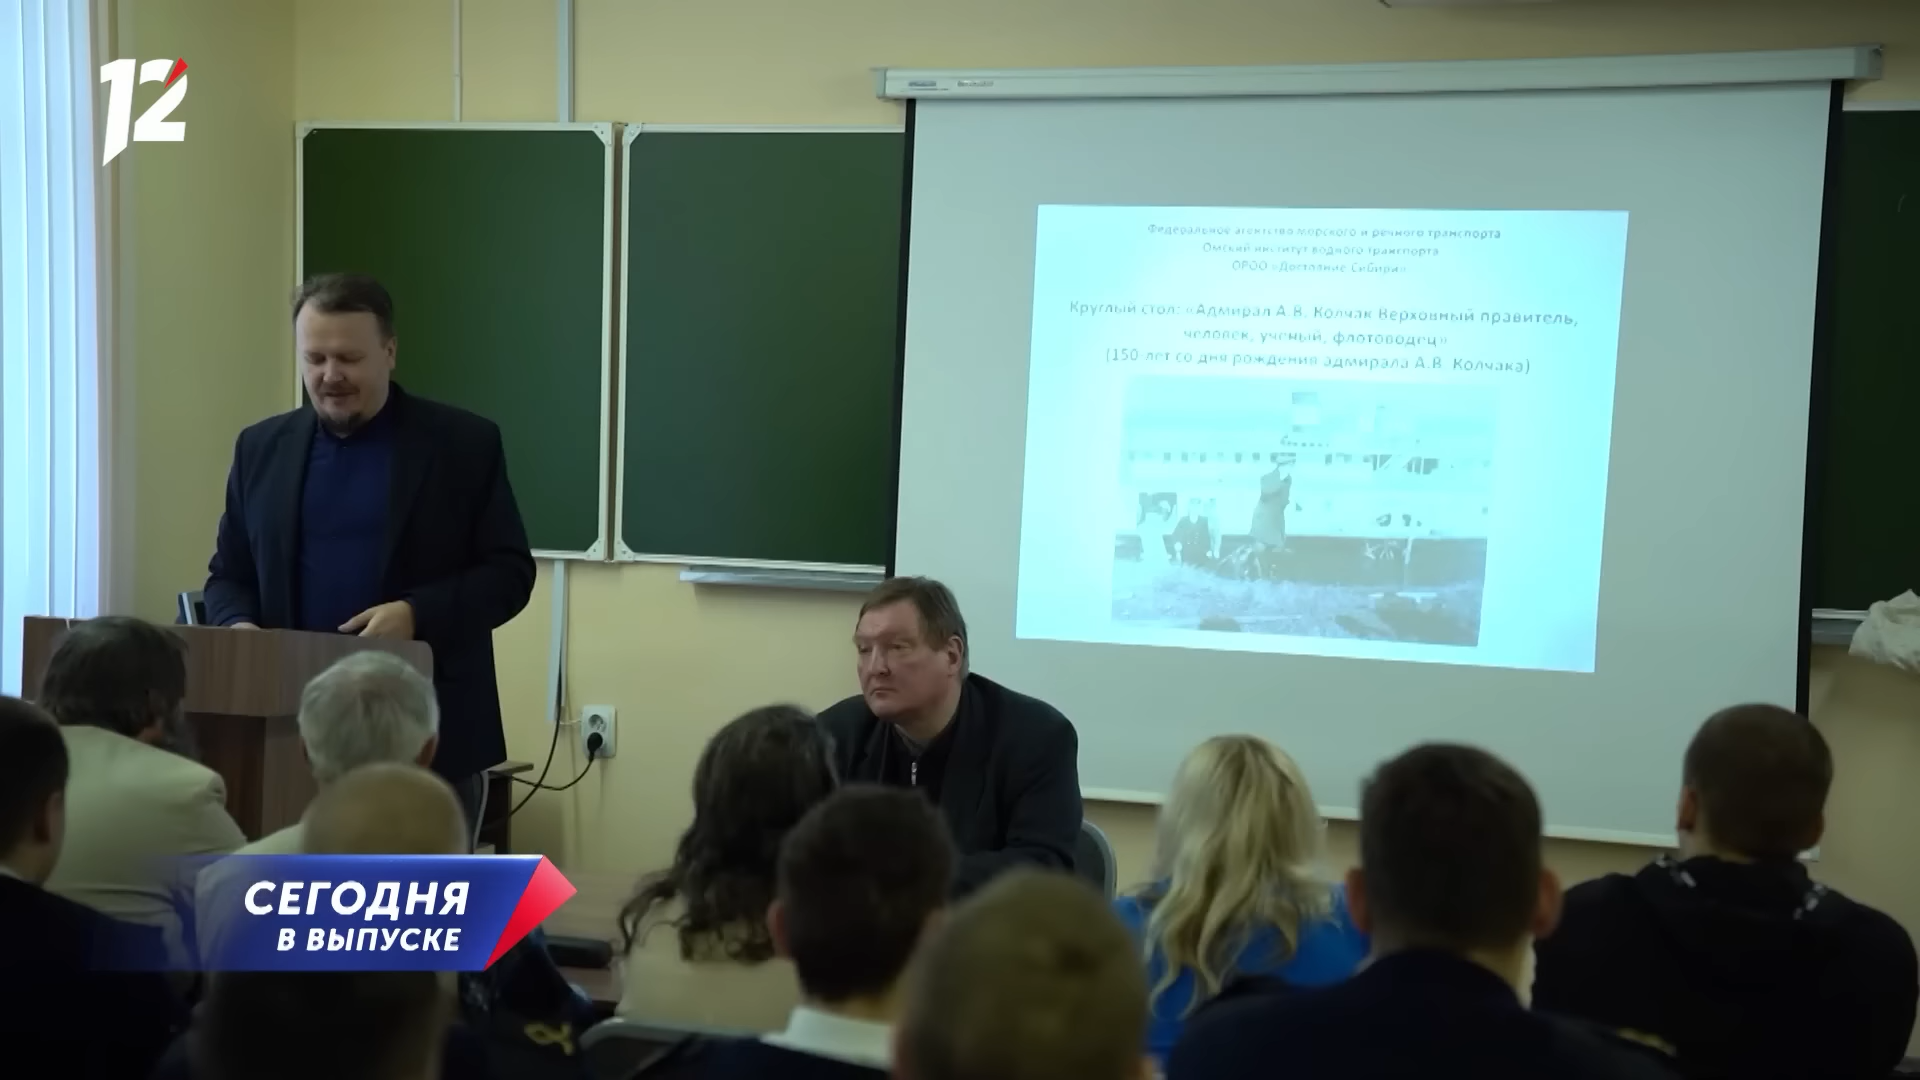 12
Федеральное агентство морского и речного транспорта
Омский институт водного транспорта
ОРОО «Достояние Сибири»
Круглый стол: «Адмирал А.В. Колчак Верховный правитель,
человек, ученый, флотоводец»
(150 лет со дня рождения адмирала А.В. Колчака)
СЕГОДНЯ
В ВЫПУСКЕ